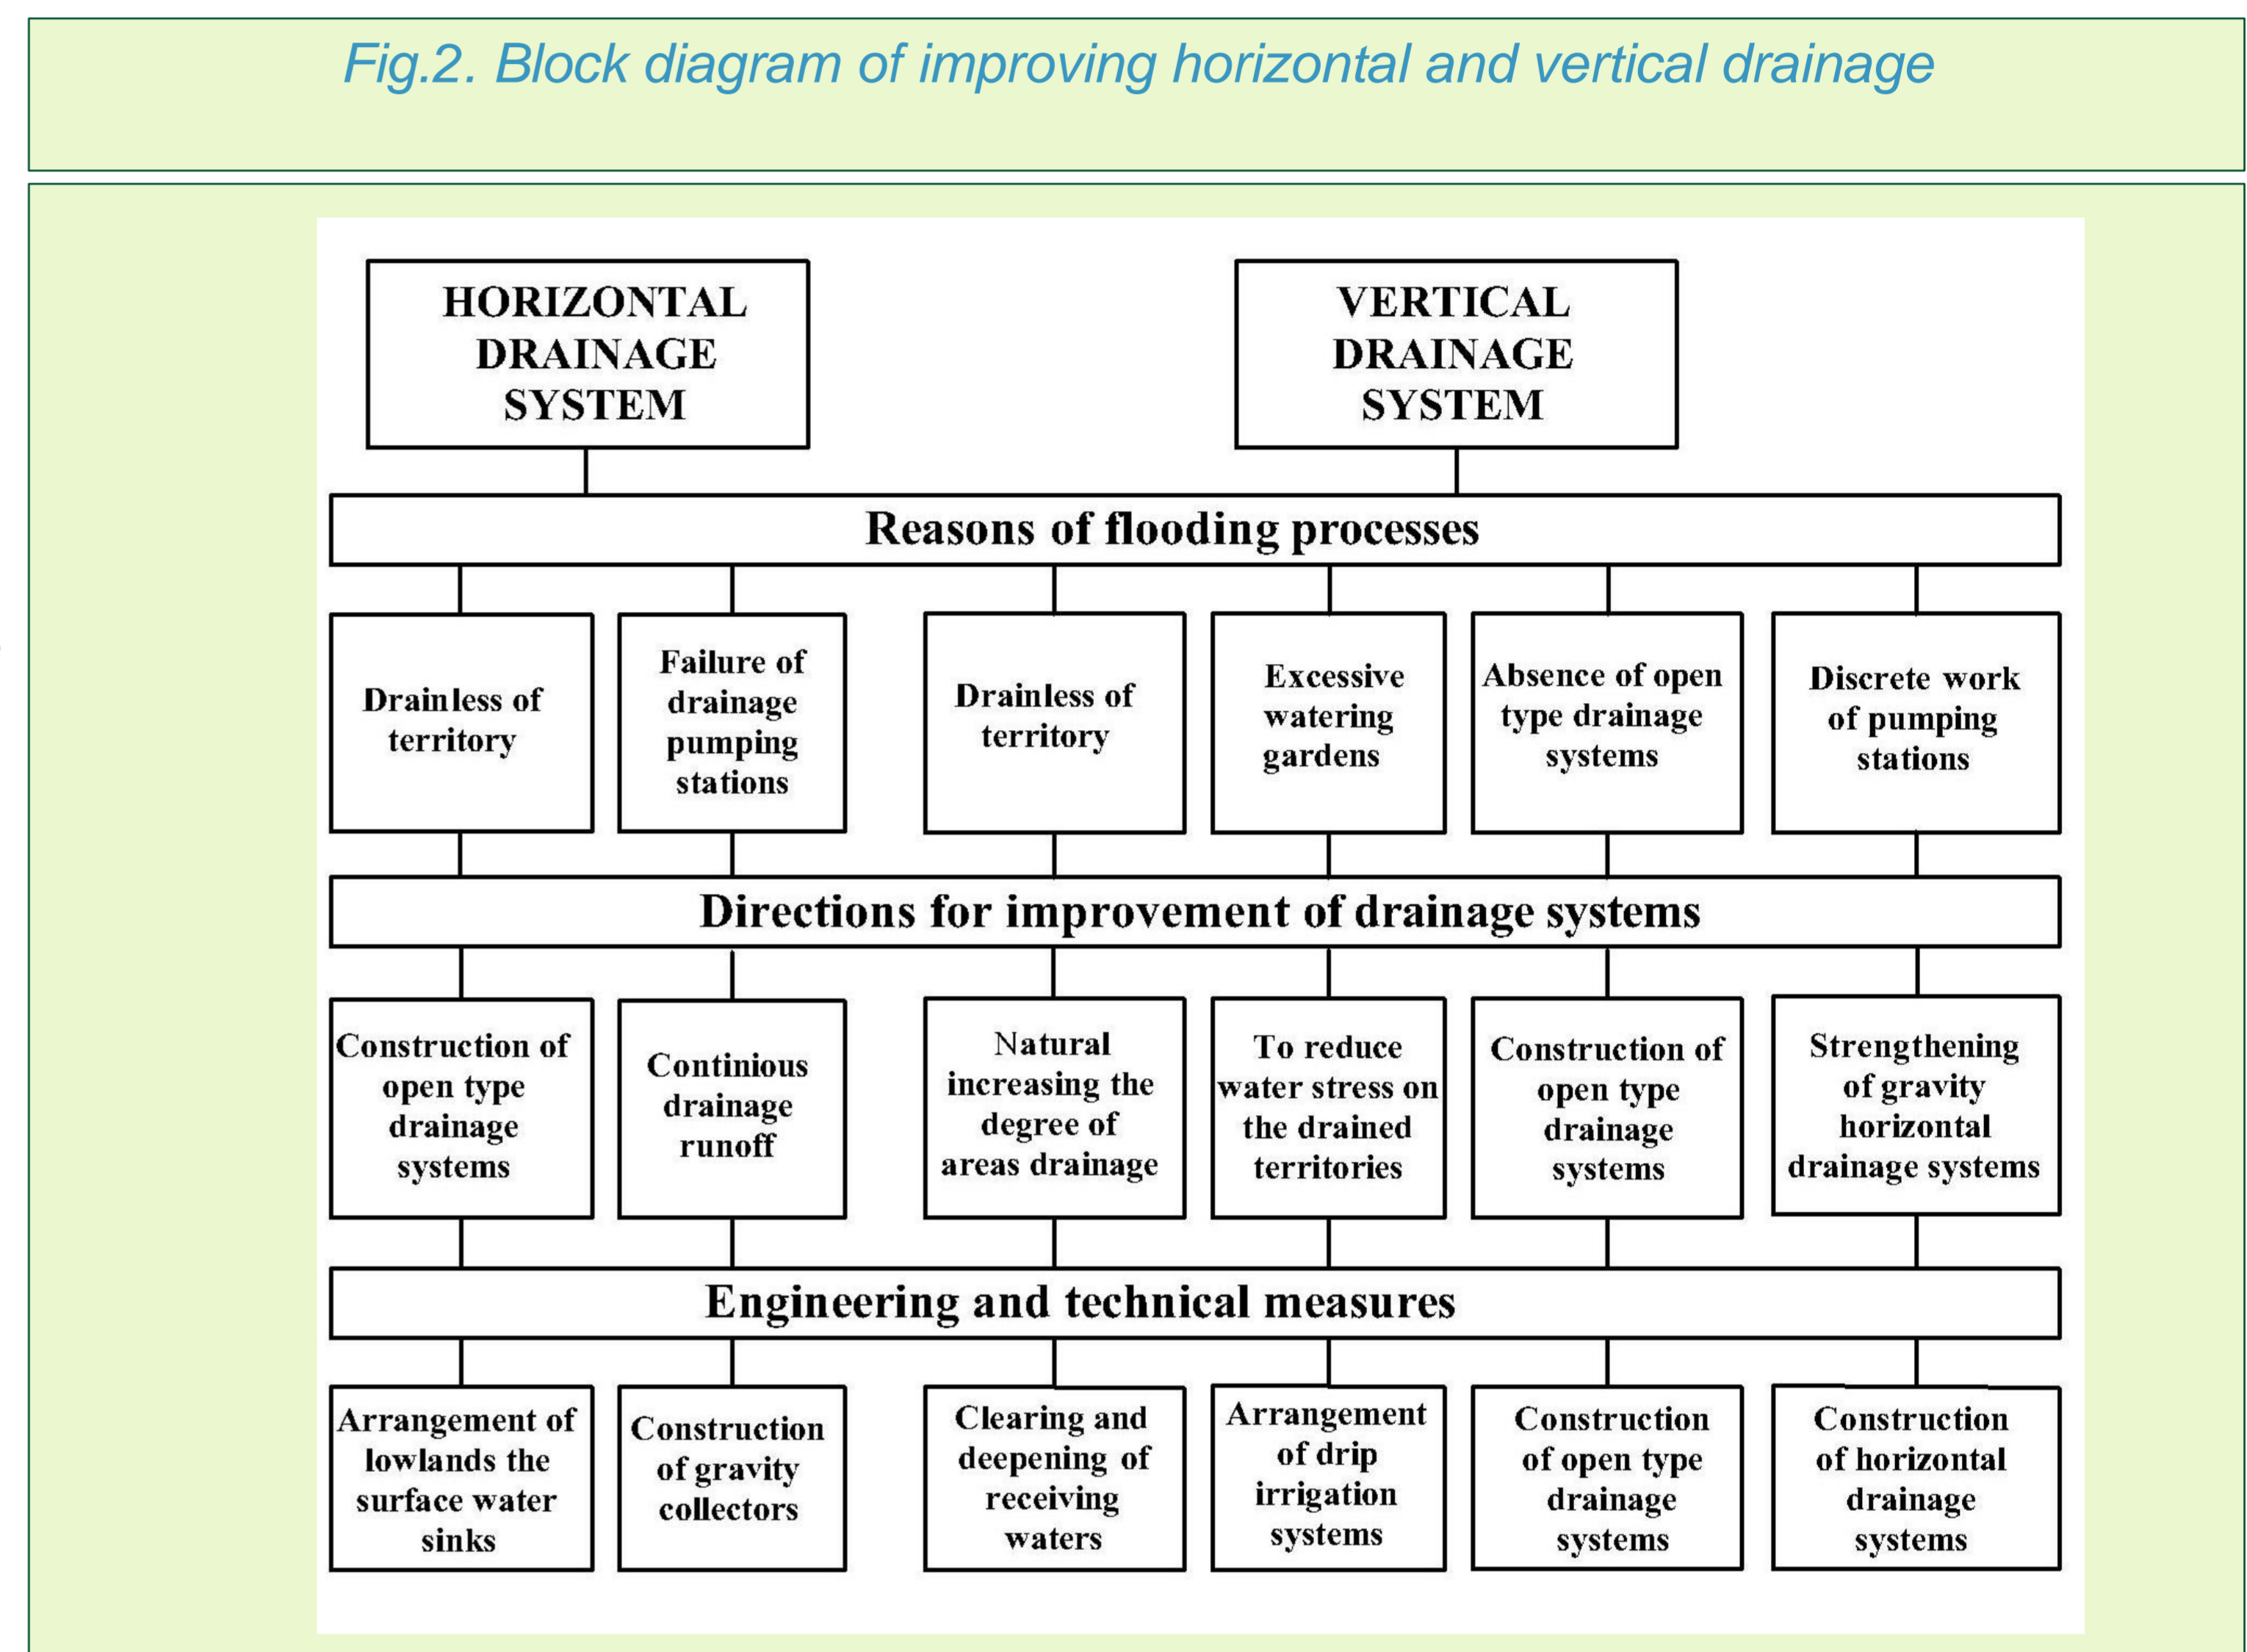 Fig.2. Block diagram of improving horizontal and vertical drainage
HORIZONTAL
DRAINAGE
SYSTEM
VERTICAL
DRAINAGE
SYSTEM
Reasons of flooding processes
Drainless of
territory
Failure of
drainage
pumping
stations
Drainless of
territory
Excessive
watering
gardens
Absence of open
type drainage
systems
Discrete work
of pumping
stations
Directions for improvement of drainage systems
Construction of
open type
drainage
systems
Continious
drainage
runoff
Natural
increasing the
degree of
areas drainage
To reduce
water stress on
the drained
territories
Construction of
open type
drainage
systems
Strengthening
of gravity
horizontal
drainage systems
Engineering and technical measures
Arrangement of
lowlands the
surface water
sinks
Construction
of gravity
collectors
Clearing and
deepening of
receiving
waters
Arrangement
of drip
irrigation
systems
Construction
of open type
drainage
systems
Construction
of horizontal
drainage
systems